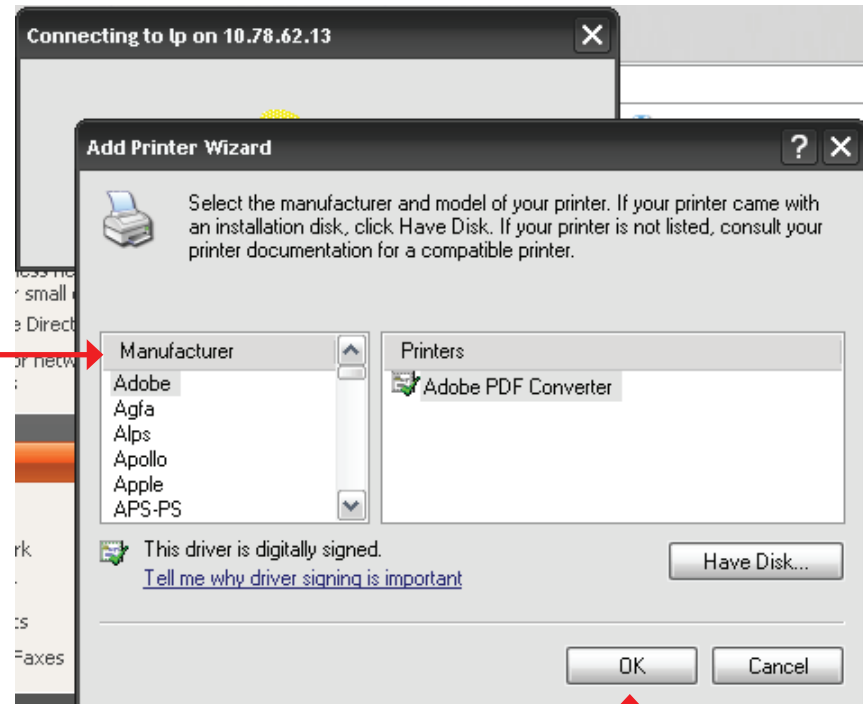 Connecting to lp on 10.78.62.13
Add Printer Wizard
Select the manufacturer and model of your printer. If your printer came with
an installation disk, click Have Disk. If your printer is not listed, consult your
printer documentation for a compatible printer.
small
Direct
Manufacturer
Printers
Adobe
Adobe PDF Converter
Agfa
Alps
Apollo
Apple
APS-PS
This driver is digitally signed.
Tell me why driver signing is important
Have Disk...
Faxes
OK
Cancel